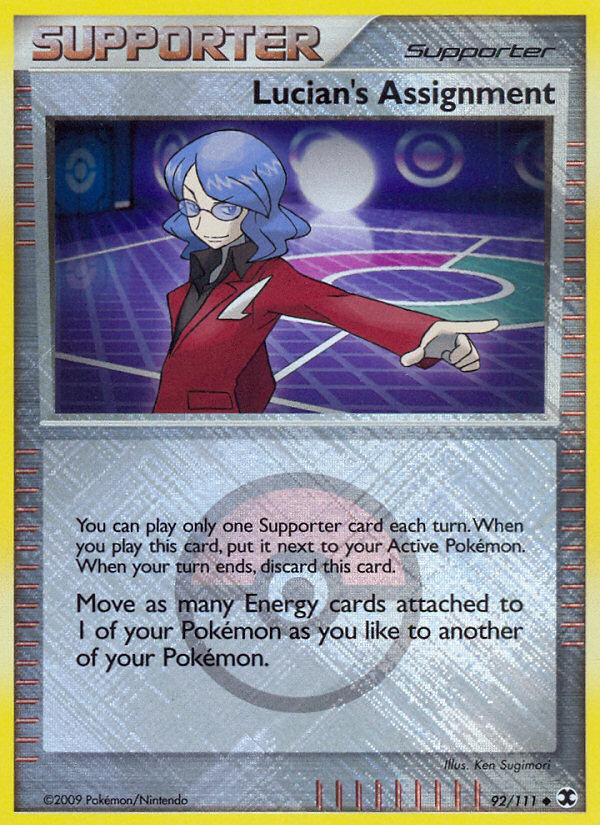 SUPPORTER
Supporter
Lucian's Assignment
You can play only one Supporter card each turn. When
you play this card, put it next to your Active Pokémon.
When your turn ends, discard this card.
Move as many Energy cards attached to
1 of your Pokémon as you like to another
of your Pokémon.
Illus. Ken Sugimori
©2009 Pokémon/Nintendo
92/111